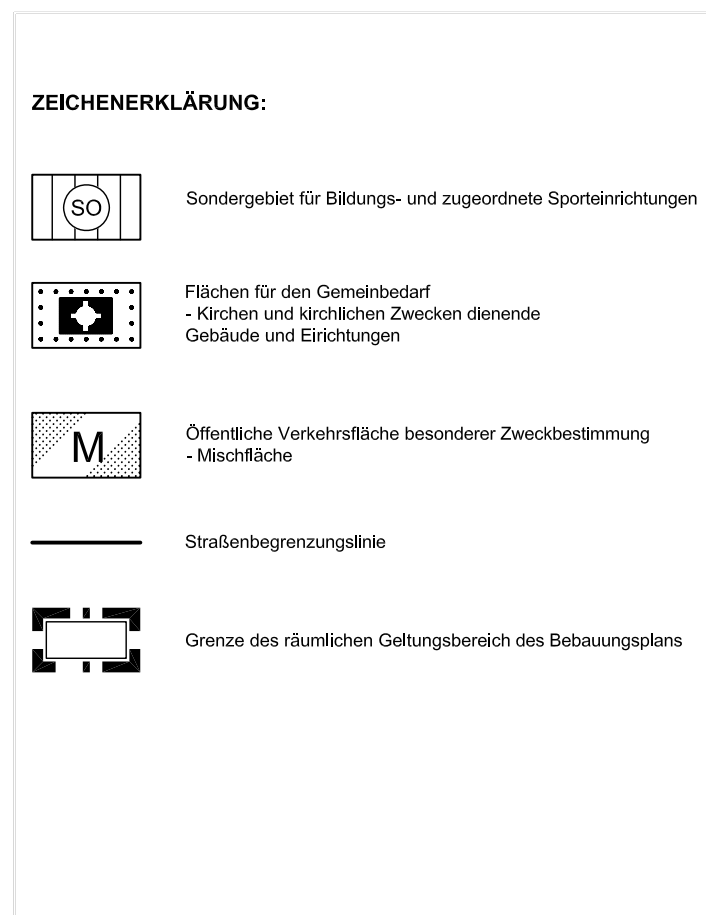 ZEICHENERKLÄRUNG:
SO
Sondergebiet für Bildungs- und zugeordnete Sporteinrichtungen
Flächen für den Gemeinbedarf
- Kirchen und kirchlichen Zwecken dienende
Gebäude und Eirichtungen
M
Öffentliche Verkehrsfläche besonderer Zweckbestimmung
- Mischfläche
Straßenbegrenzungslinie
Grenze des räumlichen Geltungsbereich des Bebauungsplans